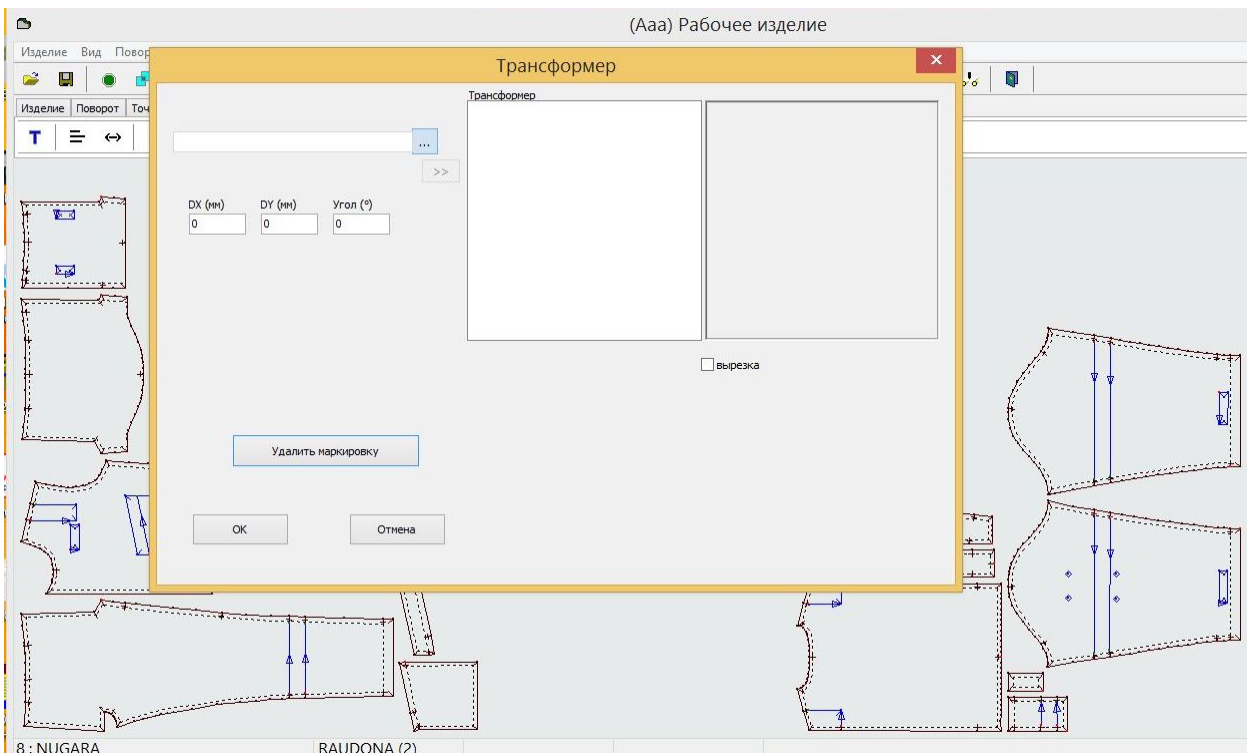 (Aaa) Рабочее изделие
Изделие Вид Повор
Трансформер
Изделие Поворот Точ
T
Трансформер
...
>>
DX (мм) DY (мм) Угол (°)
0 0 0
вырезка
Удалить маркировку
OK Отмена
8 : NUGARA RAUDONA (2)